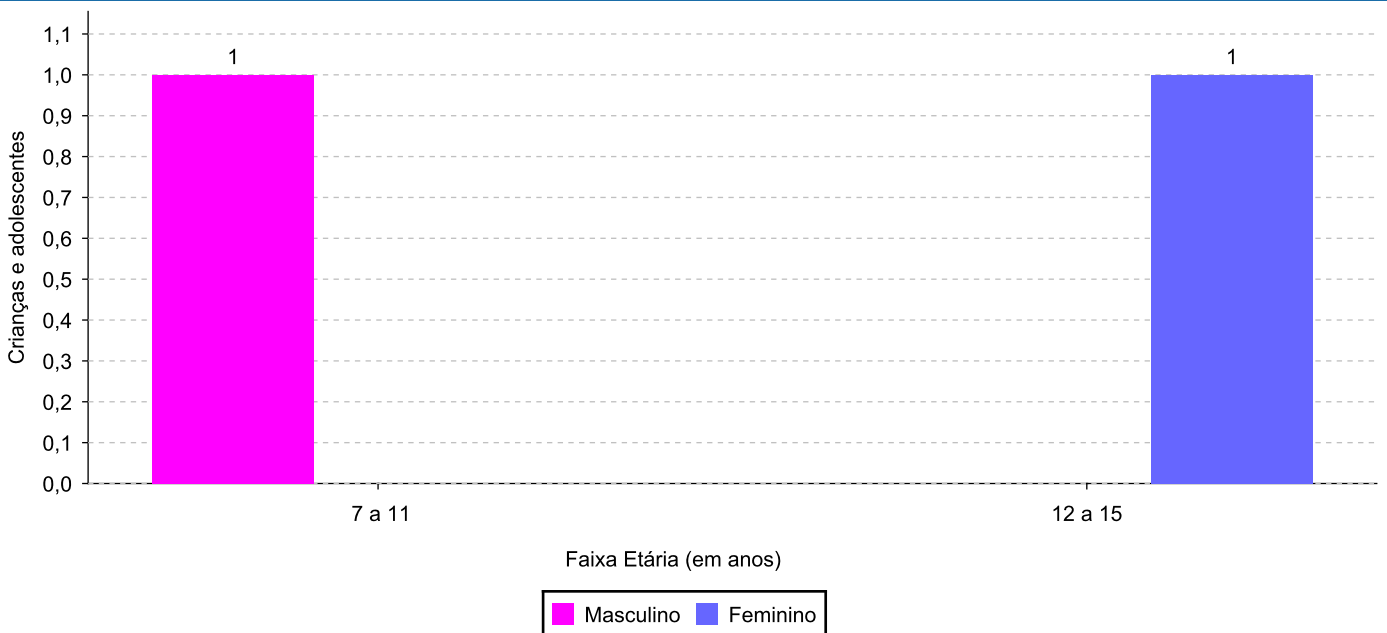 Crianças e adolescentes
1,1
1,0
0,9
0,8
0,7
0,6
0,5
0,4
0,3
0,2
0,1
0,0
1
1
7 a 11
12 a 15
Faixa Etária (em anos)
Masculino
Feminino